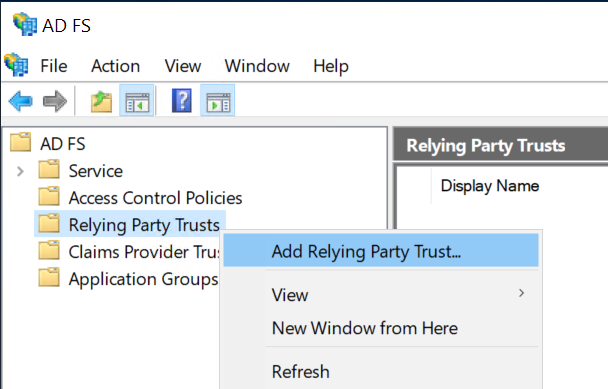 AD FS
File Action View Window Help
AD FS
Relying Party Trusts
Service
Display Name
Access Control Policies
Relying Party Trusts
Claims Provider Tru
Add Relying Party Trust...
Application Groups
View
New Window from Here
Refresh